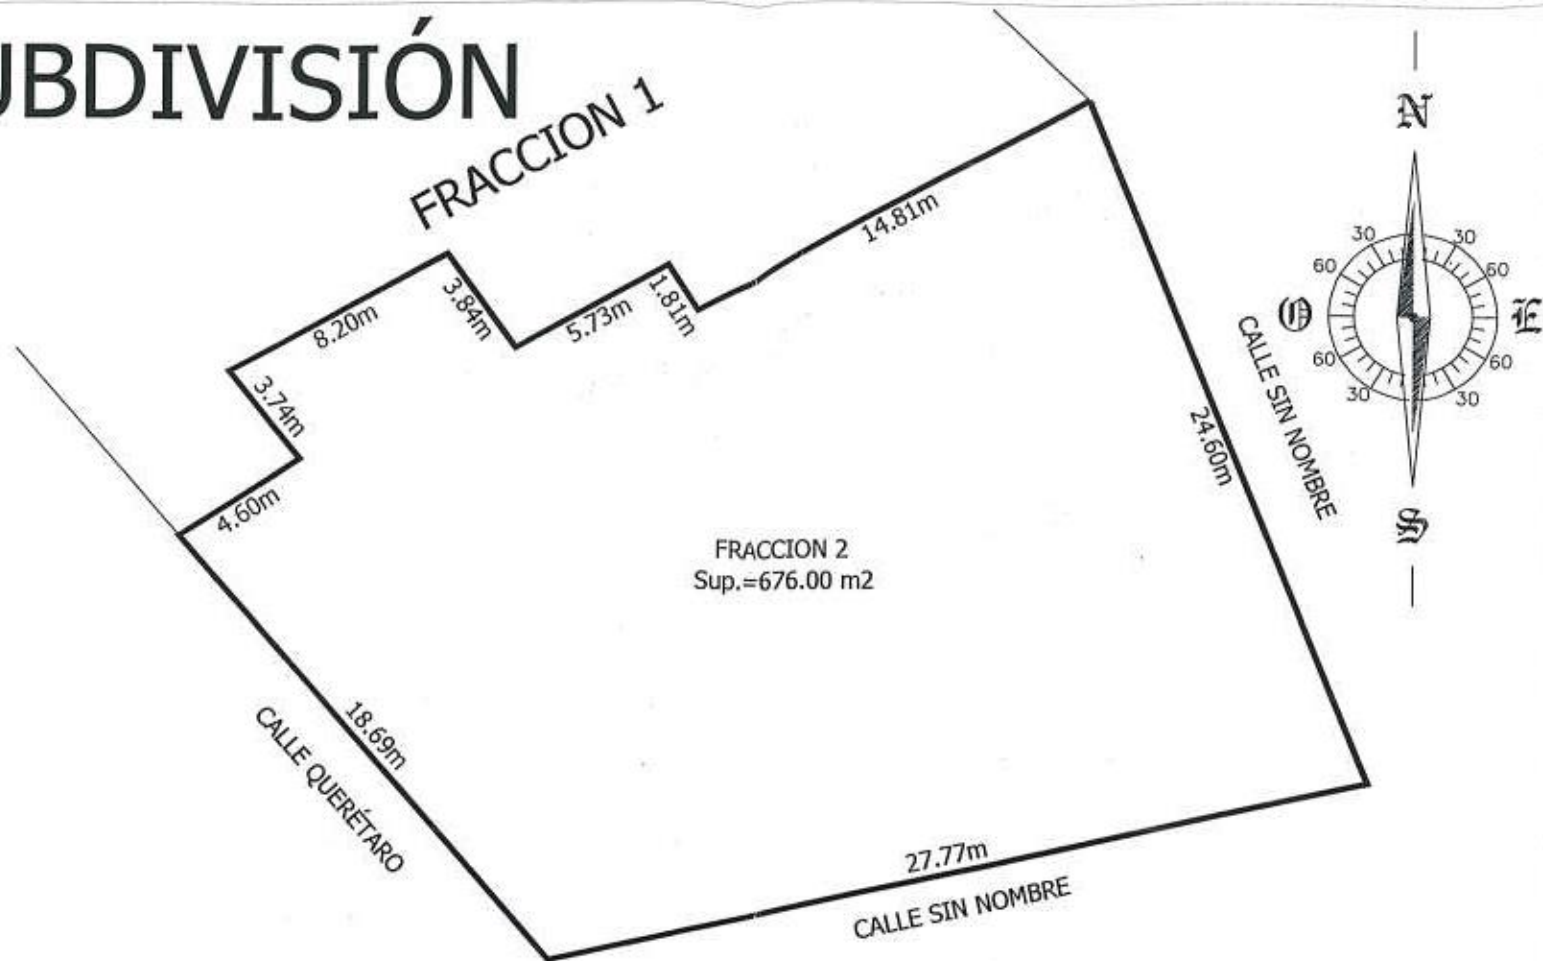 UBDIVISIÓN
FRACCION 1
N
14.81m
30
30
3.84m
60
60
1.81m
8.20m
5.73m
O
E
CALLE SIN NOMBRE
60
60
3.74m
30
30
24.60m
4.60m
S
FRACCION 2
Sup.=676.00 m2
18.69m
CALLE QUERÉTARO
27.77m
CALLE SIN NOMBRE